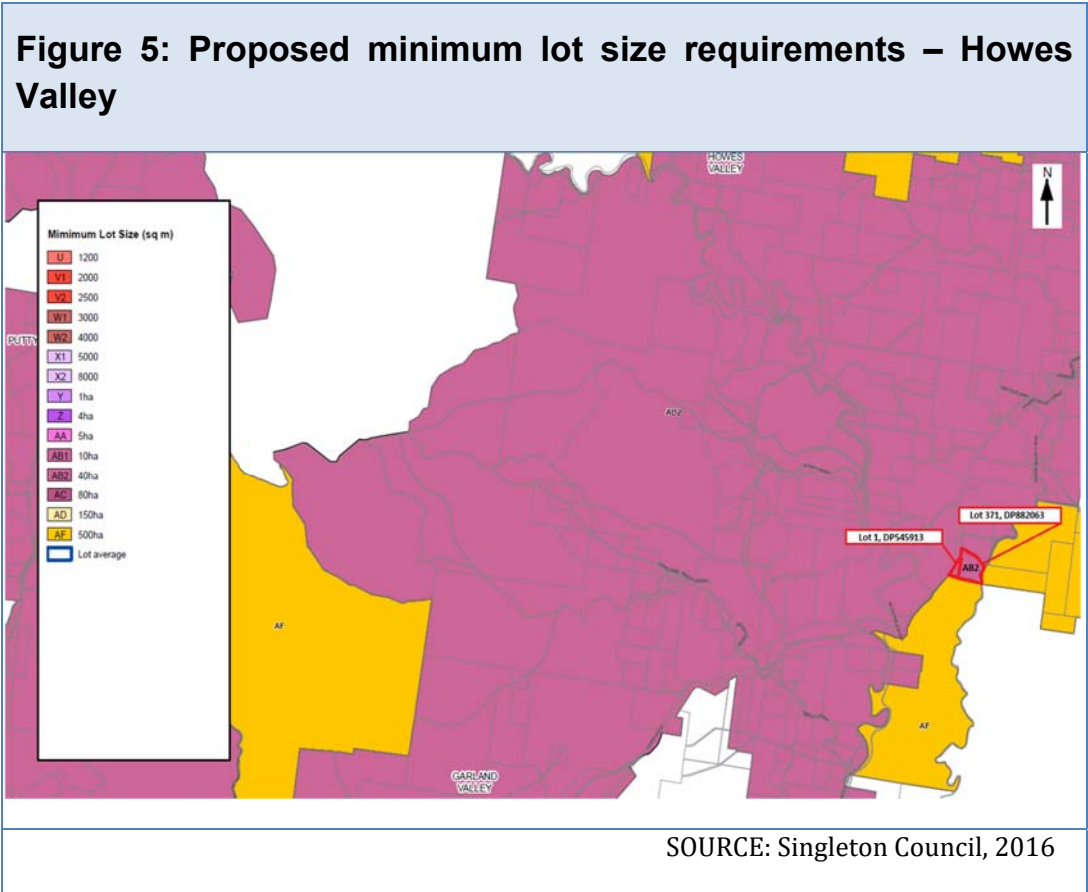 Figure 5: Proposed minimum lot size requirements – Howes
Valley
HOWES
VALLEY
N
Mimimum Lot Size (sq m)
U 1200
V1 2000
V2 2500
W1 3000
W2 4000
X1 5000
X2 8000
Y 1ha
Z 4ha
AA 5ha
AB1 10ha
AB2 40ha
AC 80ha
AD 150ha
AF 500ha
Lot average
PUTTY
Lot 371, DP882063
Lot 1, DP545913
AB2
AF
AF
GARLAND
VALLEY
SOURCE: Singleton Council, 2016